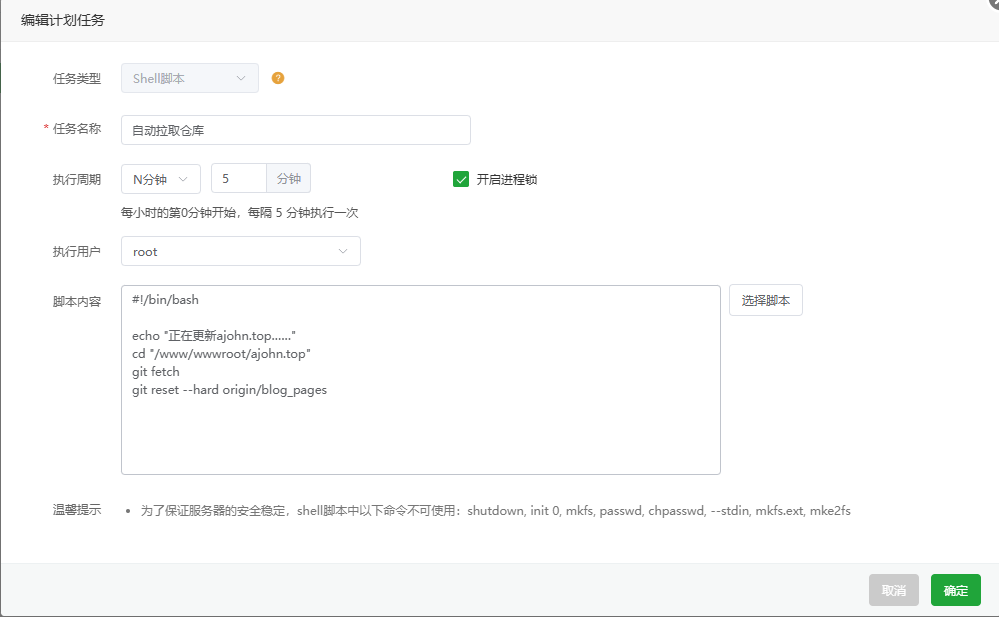 编辑计划任务
任务类型 Shell脚本 ?
* 任务名称 自动拉取仓库
执行周期 N分钟 5 分钟 开启进程锁
每小时的第0分钟开始，每隔 5 分钟执行一次
执行用户 root
脚本内容 #!/bin/bash 选择脚本
echo "正在更新ajohn.top......"
cd "/www/wwwroot/ajohn.top"
git fetch
git reset --hard origin/blog_pages
温馨提示 • 为了保证服务器的安全稳定，shell脚本中以下命令不可使用：shutdown, init 0, mkfs, passwd, chpasswd, --stdin, mkfs.ext, mke2fs
取消 确定